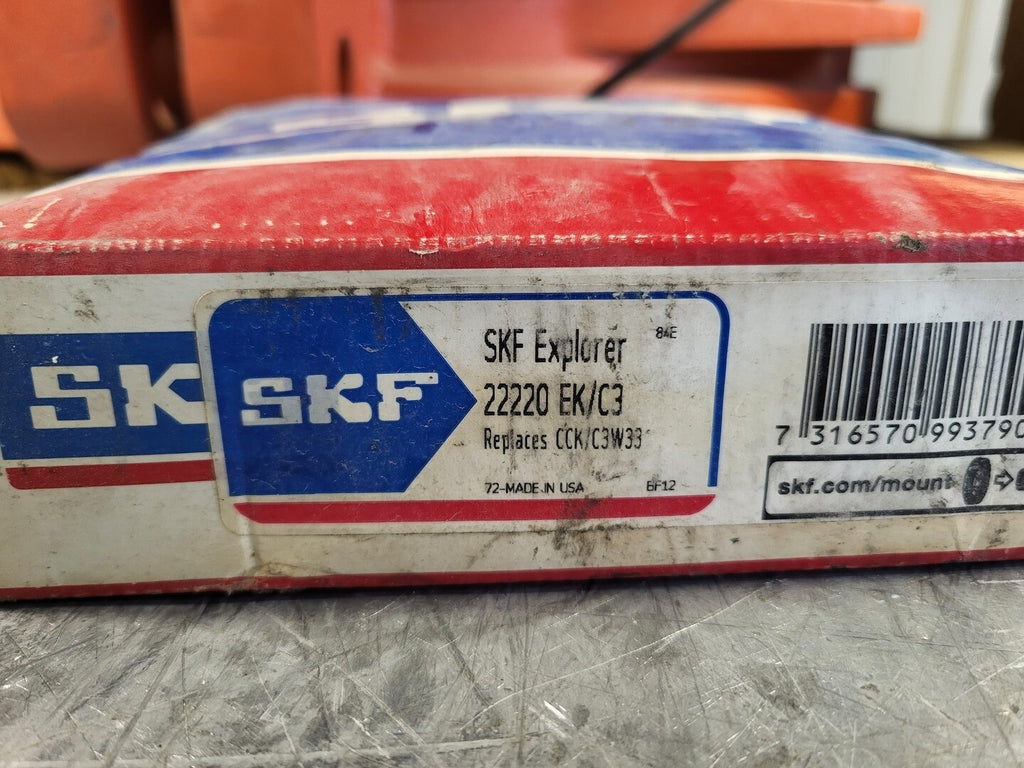 SK
SKF
SKF Explorer
84E
22220 EK/C3
Replaces CCK/C3W33
72-MADE IN USA
BF12
7 316570 993790
skf.com/mount